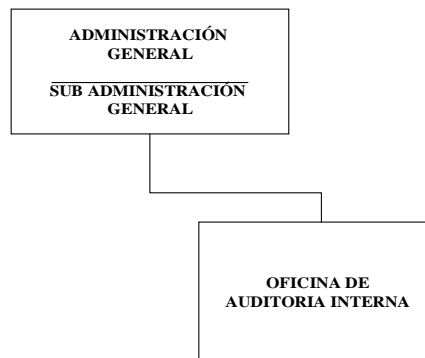 ADMINISTRACIÓN
GENERAL
SUB ADMINISTRACIÓN
GENERAL
OFICINA DE
AUDITORIA INTERNA